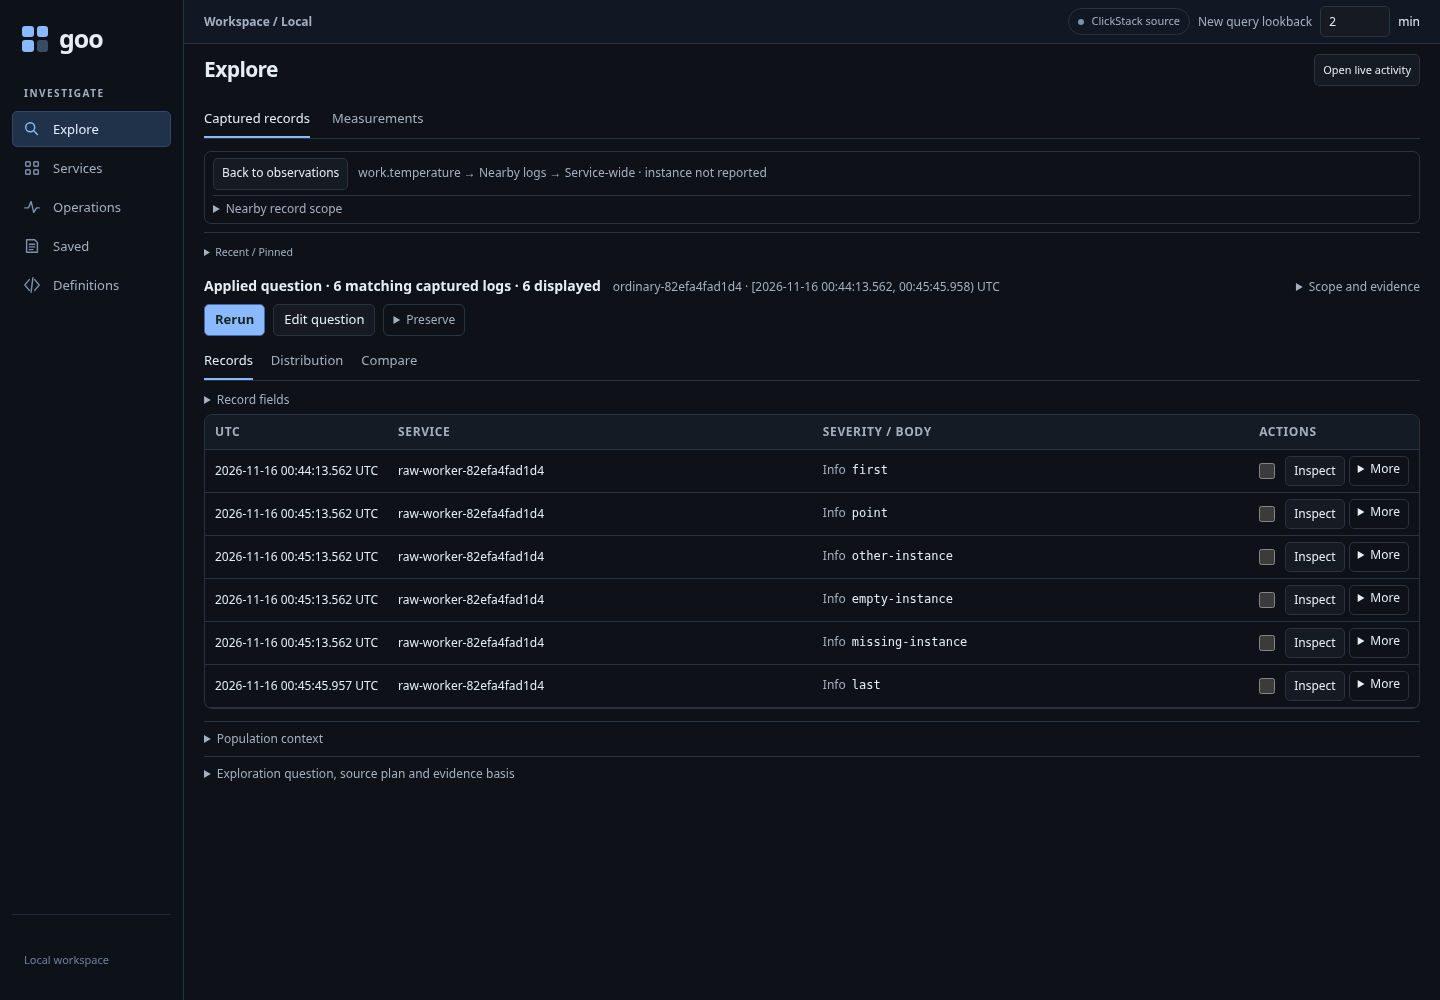 goo
Workspace / Local
ClickStack source
New query lookback
2
min
INVESTIGATE
Explore
Services
Operations
Saved
Definitions
Local workspace
Explore
Open live activity
Captured records
Measurements
Back to observations
work.temperature → Nearby logs → Service-wide · instance not reported
Nearby record scope
Recent / Pinned
Applied question · 6 matching captured logs · 6 displayed
ordinary-82efa4fad1d4 · [2026-11-16 00:44:13.562, 00:45:45.958) UTC
Scope and evidence
Rerun
Edit question
Preserve
Records
Distribution
Compare
Record fields
UTC SERVICE SEVERITY / BODY ACTIONS
2026-11-16 00:44:13.562 UTC raw-worker-82efa4fad1d4 Info first Inspect More
2026-11-16 00:45:13.562 UTC raw-worker-82efa4fad1d4 Info point Inspect More
2026-11-16 00:45:13.562 UTC raw-worker-82efa4fad1d4 Info other-instance Inspect More
2026-11-16 00:45:13.562 UTC raw-worker-82efa4fad1d4 Info empty-instance Inspect More
2026-11-16 00:45:13.562 UTC raw-worker-82efa4fad1d4 Info missing-instance Inspect More
2026-11-16 00:45:45.957 UTC raw-worker-82efa4fad1d4 Info last Inspect More
Population context
Exploration question, source plan and evidence basis